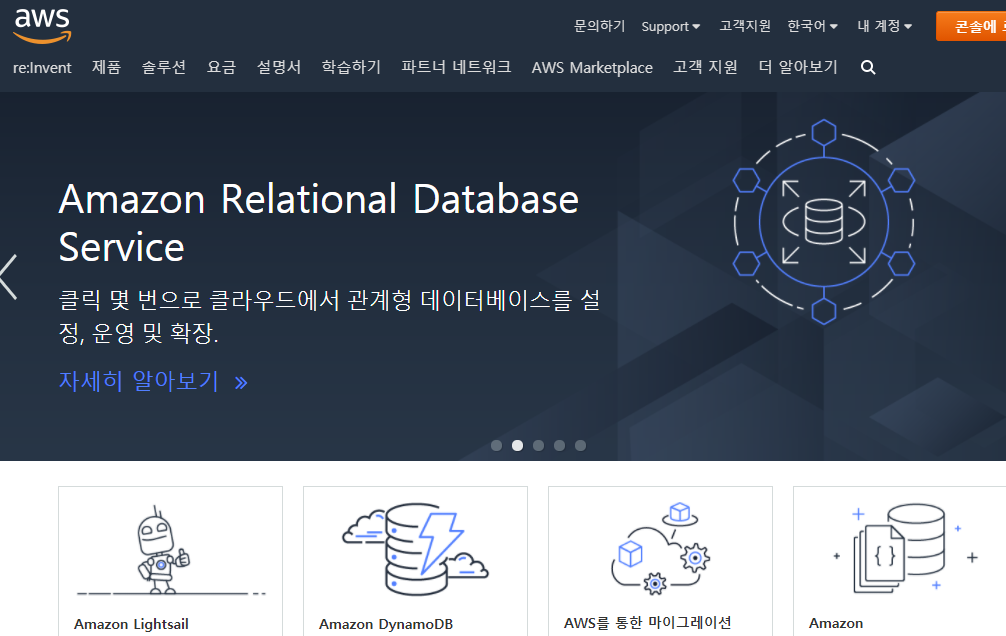 aws
문의하기 Support 고객지원 한국어 내 계정 콘솔에
re:Invent 제품 솔루션 요금 설명서 학습하기 파트너 네트워크 AWS Marketplace 고객 지원 더 알아보기
Amazon Relational Database
Service
클릭 몇 번으로 클라우드에서 관계형 데이터베이스를 설
정, 운영 및 확장.
자세히 알아보기 »
{ }
Amazon Lightsail
Amazon DynamoDB
AWS를 통한 마이그레이션
Amazon